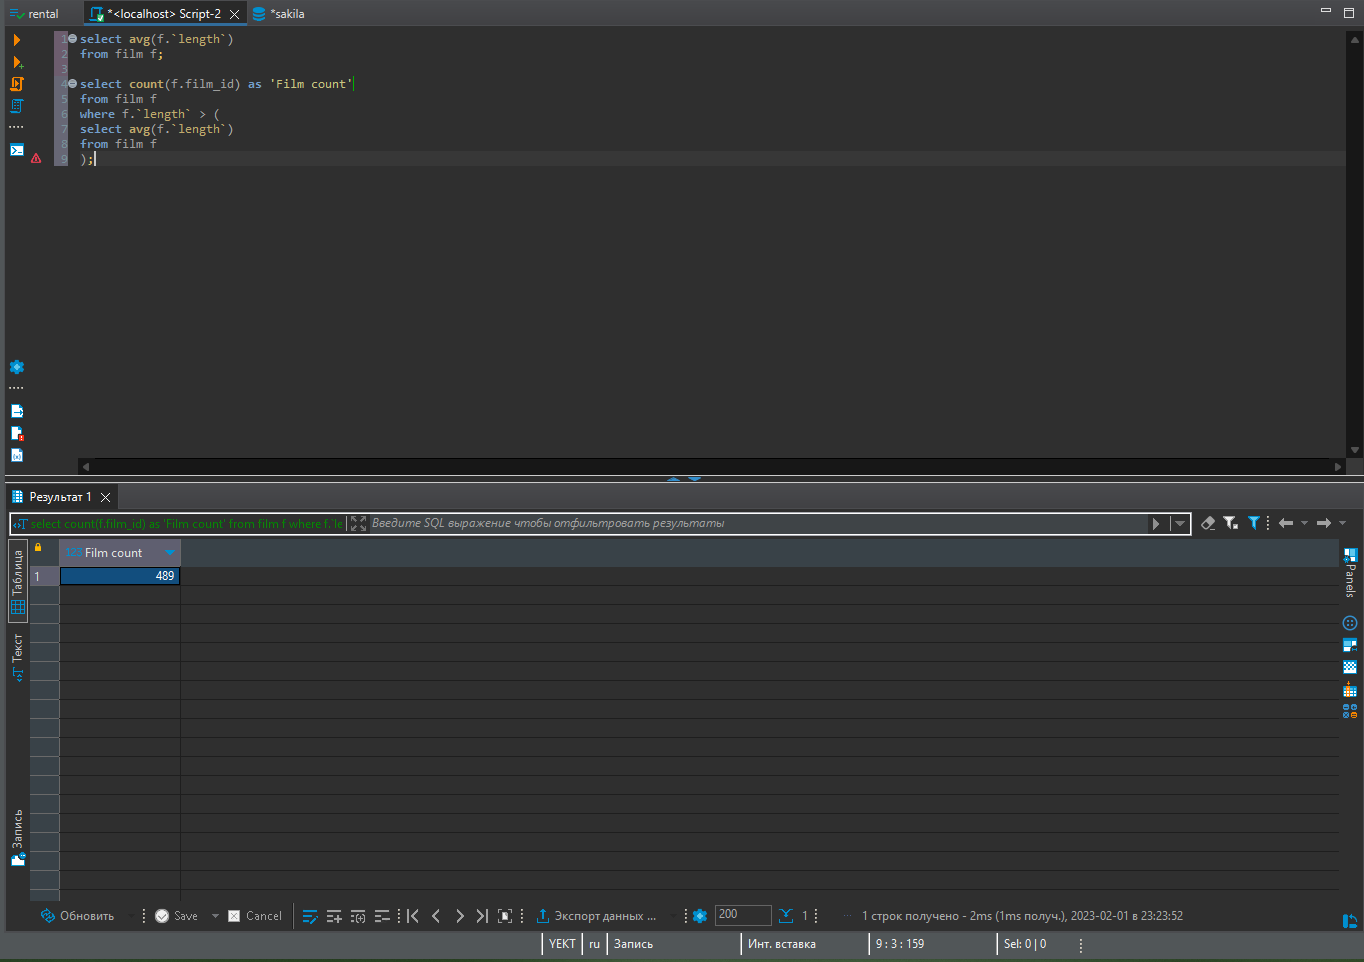 rental
*<localhost> Script-2
*sakila
1 select avg(f.`length`)
2 from film f;
3
4 select count(f.film_id) as 'Film count'
5 from film f
6 where f.`length` > (
7 select avg(f.`length`)
8 from film f
9 );
Результат 1
select count(f.film_id) as 'Film count' from film f where f.`le
Введите SQL выражение чтобы отфильтровать результаты
Таблица
Текст
Запись
123 Film count
1 489
Panels
Обновить
Save
Cancel
Экспорт данных ...
200
1
1 строк получено - 2ms (1ms получ.), 2023-02-01 в 23:23:52
YEKT
ru
Запись
Инт. вставка
9 : 3 : 159
Sel: 0 | 0